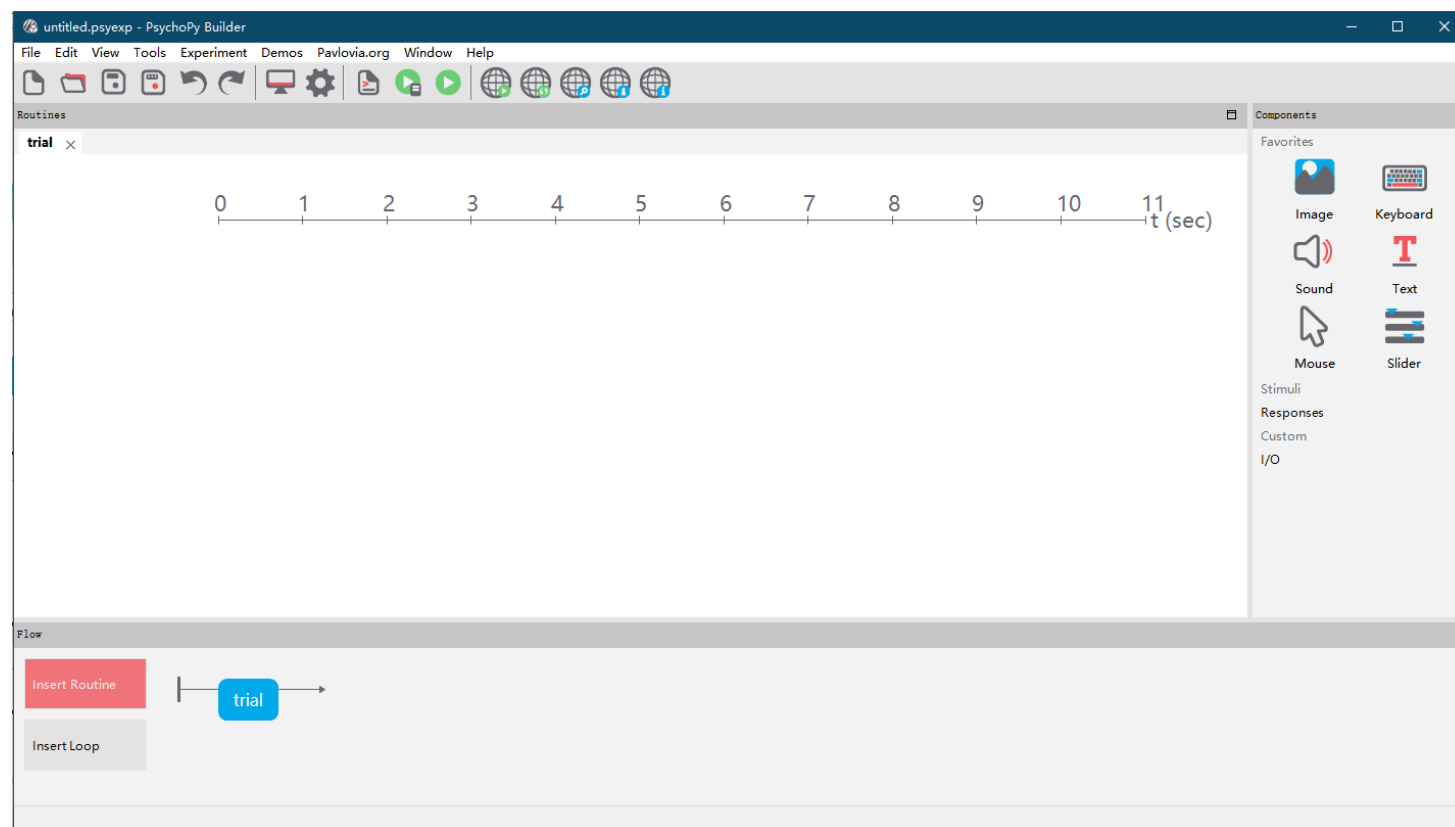 untitled.psyexp - PsychoPy Builder
File Edit View Tools Experiment Demos Pavlovia.org Window Help
Routines
Components
trial
Favorites
0 1 2 3 4 5 6 7 8 9 10 11
t (sec)
Image Keyboard
Sound Text
Mouse Slider
Stimuli
Responses
Custom
I/O
Flow
Insert Routine
trial
Insert Loop